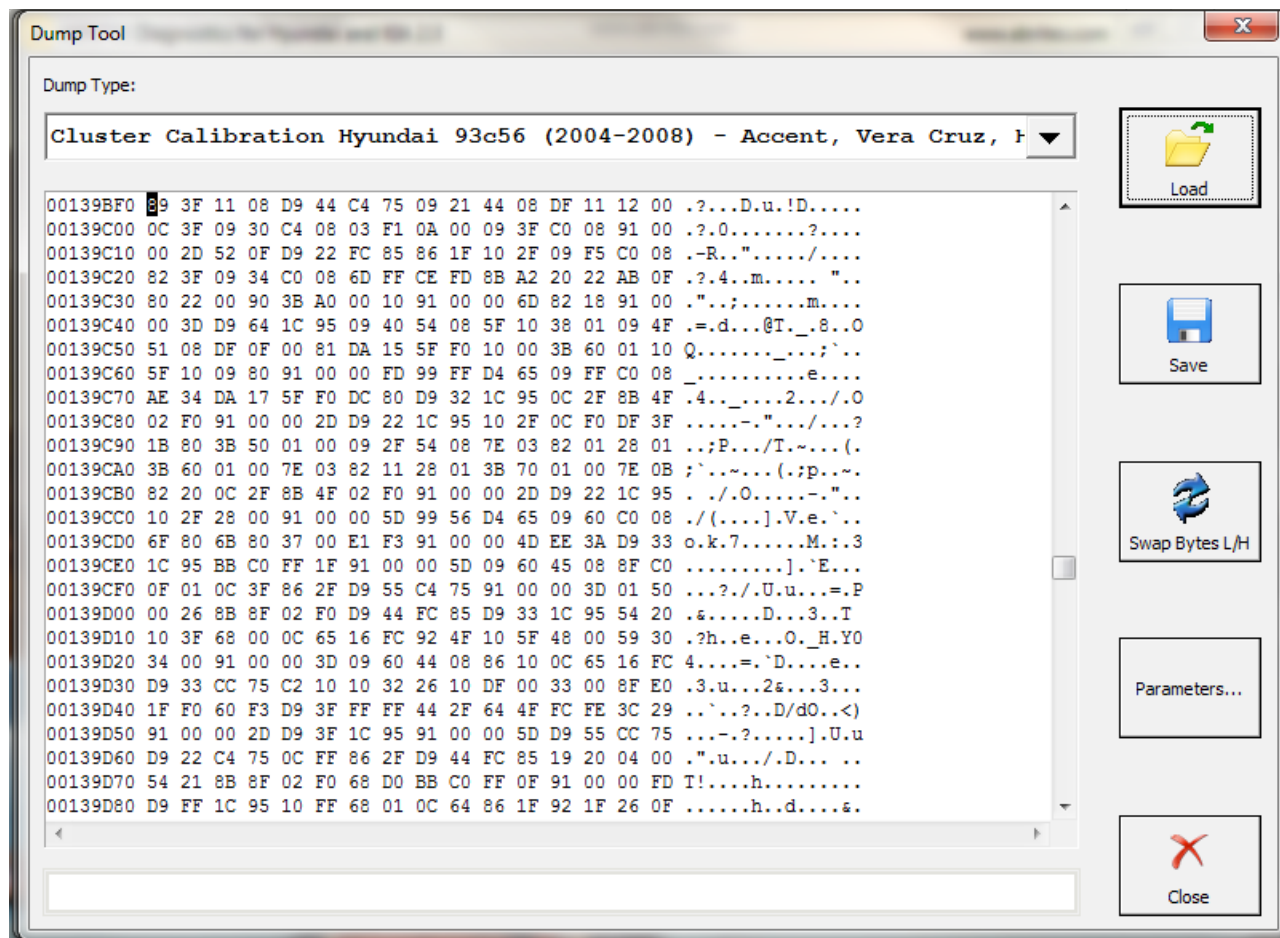 Dump Tool
Dump Type:
Cluster Calibration Hyundai 93c56 (2004-2008) - Accent, Vera Cruz, H
00139BF0 89 3F 11 08 D9 44 C4 75 09 21 44 08 DF 11 12 00 .?...D.u.!D.....
00139C00 0C 3F 09 30 C4 08 03 F1 0A 00 09 3F C0 08 91 00 .?.0.......?....
00139C10 00 2D 52 0F D9 22 FC 85 86 1F 10 2F 09 F5 C0 08 .-R.."...../....
00139C20 82 3F 09 34 C0 08 6D FF CE FD 8B A2 20 22 AB 0F .?.4..m..... "..
00139C30 80 22 00 90 3B A0 00 10 91 00 00 6D 82 18 91 00 ."..;......m....
00139C40 00 3D D9 64 1C 95 09 40 54 08 5F 10 38 01 09 4F .=.d...@T._.8..O
00139C50 51 08 DF 0F 00 81 DA 15 5F F0 10 00 3B 60 01 10 Q......._...;`..
00139C60 5F 10 09 80 91 00 00 FD 99 FF D4 65 09 FF C0 08 _..........e....
00139C70 AE 34 DA 17 5F F0 DC 80 D9 32 1C 95 0C 2F 8B 4F .4.._....2.../.O
00139C80 02 F0 91 00 00 2D D9 22 1C 95 10 2F 0C F0 DF 3F .....-.".../...?
00139C90 1B 80 3B 50 01 00 09 2F 54 08 7E 03 82 01 28 01 ..;P.../T.~...(.
00139CA0 3B 60 01 00 7E 03 82 11 28 01 3B 70 01 00 7E 0B ;`..~...(.;p..~.
00139CB0 82 20 0C 2F 8B 4F 02 F0 91 00 00 2D D9 22 1C 95 . ./.O.....-."..
00139CC0 10 2F 28 00 91 00 00 5D 99 56 D4 65 09 60 C0 08 ./(....].V.e.`..
00139CD0 6F 80 6B 80 37 00 E1 F3 91 00 00 4D EE 3A D9 33 o.k.7......M.:.3
00139CE0 1C 95 BB C0 FF 1F 91 00 00 5D 09 60 45 08 8F C0 .........].`E...
00139CF0 0F 01 0C 3F 86 2F D9 55 C4 75 91 00 00 3D 01 50 ...?./.U.u...=.P
00139D00 00 26 8B 8F 02 F0 D9 44 FC 85 D9 33 1C 95 54 20 .&.....D...3..T
00139D10 10 3F 68 00 0C 65 16 FC 92 4F 10 5F 48 00 59 30 .?h..e...O._H.Y0
00139D20 34 00 91 00 00 3D 09 60 44 08 86 10 0C 65 16 FC 4....=.`D....e..
00139D30 D9 33 CC 75 C2 10 10 32 26 10 DF 00 33 00 8F E0 .3.u...2&...3...
00139D40 1F F0 60 F3 D9 3F FF FF 44 2F 64 4F FC FE 3C 29 ..`..?..D/dO..<)
00139D50 91 00 00 2D D9 3F 1C 95 91 00 00 5D D9 55 CC 75 ...-.?.....].U.u
00139D60 D9 22 C4 75 0C FF 86 2F D9 44 FC 85 19 20 04 00 .".u.../.D... ..
00139D70 54 21 8B 8F 02 F0 68 D0 BB C0 FF 0F 91 00 00 FD T!....h.........
00139D80 D9 FF 1C 95 10 FF 68 01 0C 64 86 1F 92 1F 26 0F ......h..d....&.
Load
Save
Swap Bytes L/H
Parameters...
Close